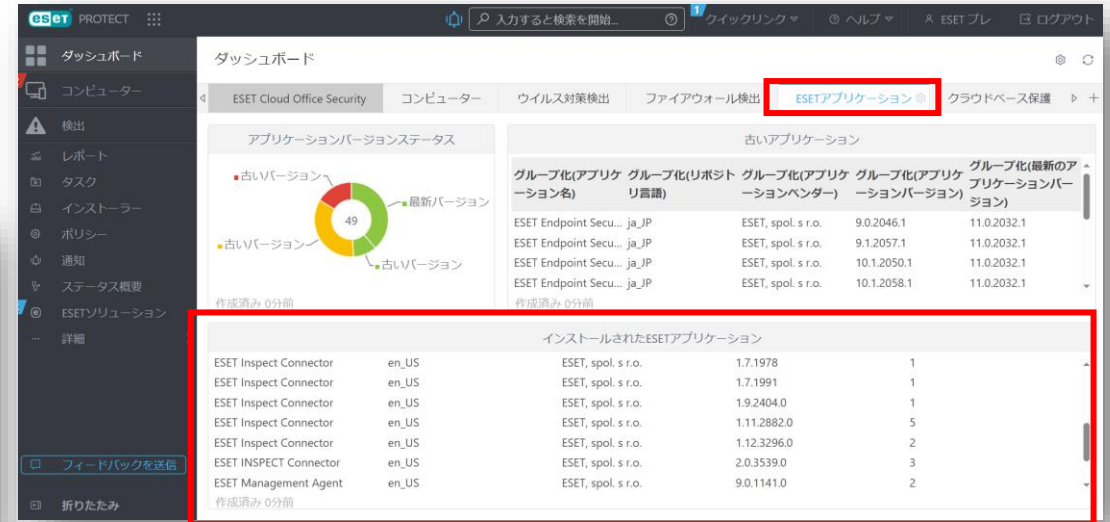 eset PROTECT
入力すると検索を開始...
1
クイックリンク
ヘルプ
ESET プレ
ログアウト
ダッシュボード
コンピューター
検出
レポート
タスク
インストーラー
ポリシー
通知
ステータス概要
ESETソリューション
詳細
フィードバックを送信
折りたたみ
ダッシュボード
ESET Cloud Office Security コンピューター ウイルス対策検出 ファイアウォール検出 ESETアプリケーション クラウドベース保護
アプリケーションバージョンステータス
古いバージョン
最新バージョン
49
古いバージョン
古いバージョン
作成済み 0分前
古いアプリケーション
グループ化(アプリケーション名) グループ化(リポジトリ言語) グループ化(アプリケーションベンダー) グループ化(アプリケーションバージョン) グループ化(最新のアプリケーションバージョン)
ESET Endpoint Secu... ja_JP ESET, spol. s r.o. 9.0.2046.1 11.0.2032.1
ESET Endpoint Secu... ja_JP ESET, spol. s r.o. 9.1.2057.1 11.0.2032.1
ESET Endpoint Secu... ja_JP ESET, spol. s r.o. 10.1.2050.1 11.0.2032.1
ESET Endpoint Secu... ja_JP ESET, spol. s r.o. 10.1.2058.1 11.0.2032.1
作成済み 0分前
インストールされたESETアプリケーション
ESET Inspect Connector en_US ESET, spol. s r.o. 1.7.1978 1
ESET Inspect Connector en_US ESET, spol. s r.o. 1.7.1991 1
ESET Inspect Connector en_US ESET, spol. s r.o. 1.9.2404.0 1
ESET Inspect Connector en_US ESET, spol. s r.o. 1.11.2882.0 5
ESET Inspect Connector en_US ESET, spol. s r.o. 1.12.3296.0 2
ESET INSPECT Connector en_US ESET, spol. s r.o. 2.0.3539.0 3
ESET Management Agent en_US ESET, spol. s r.o. 9.0.1141.0 2
作成済み 0分前